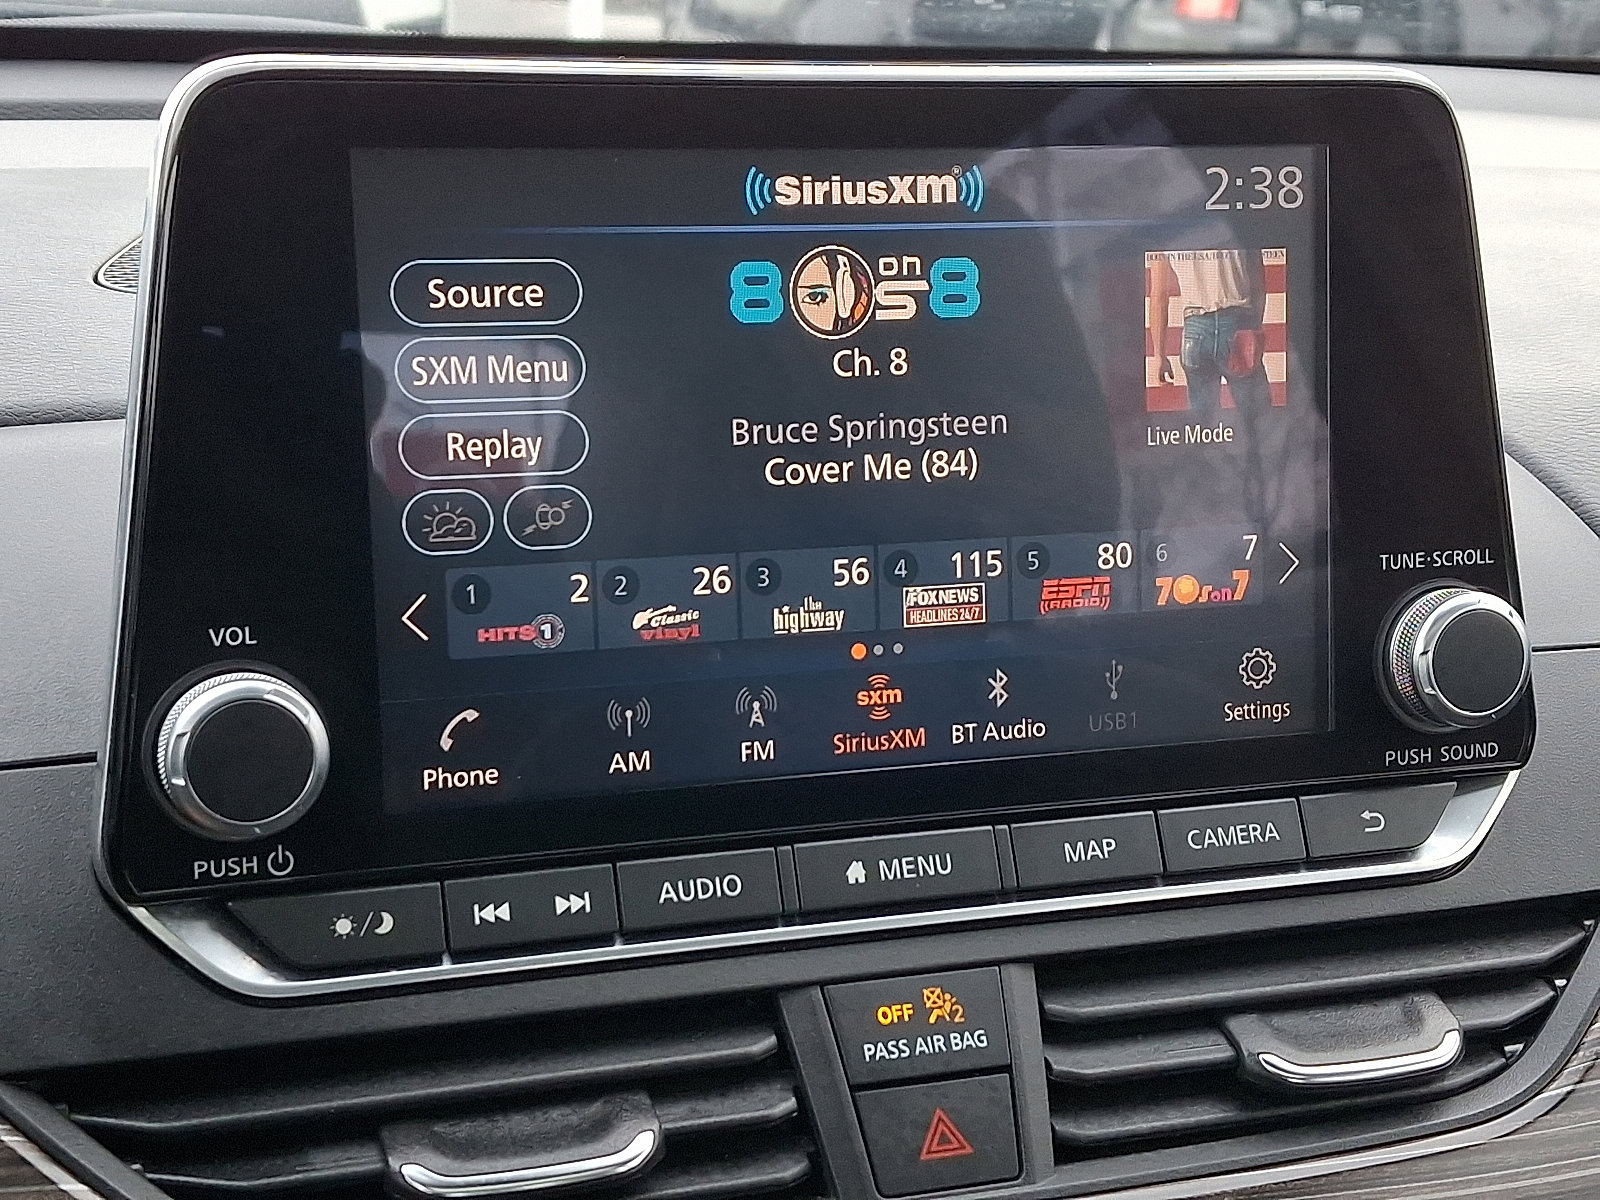 SiriusXM®
2:38
Source
8 0s on 8
SXM Menu
Ch. 8
Replay
Bruce Springsteen
Cover Me (84)
Live Mode
1 2 HITS 1
2 26 Classic vinyl
3 56 the highway
4 115 FOX NEWS HEADLINES 24/7
5 80 ESPN RADIO
6 7 70s on 7
Phone
AM
FM
sxm
SiriusXM
BT Audio
USB1
Settings
VOL
PUSH
TUNE·SCROLL
PUSH SOUND
AUDIO
MENU
MAP
CAMERA
OFF 2
PASS AIR BAG